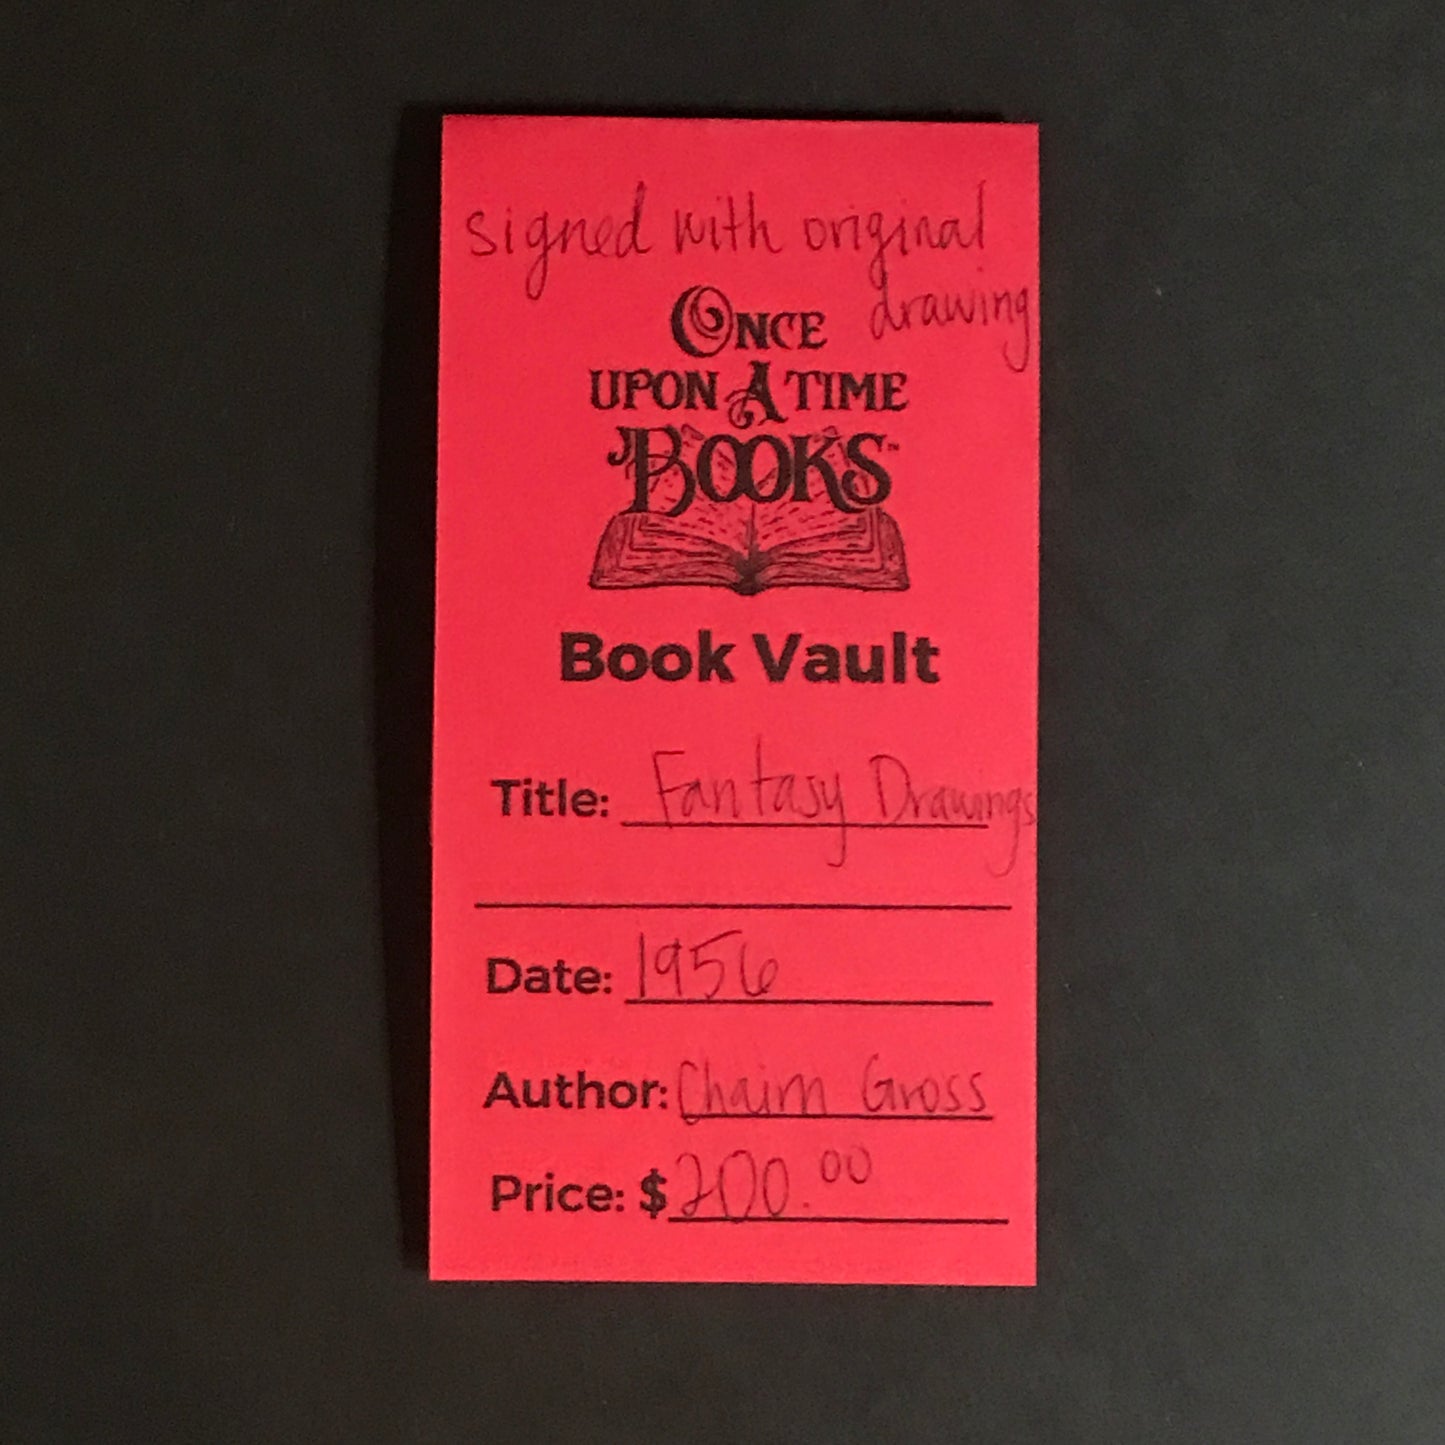 signed with original
drawing
ONCE
UPON A TIME
BOOKS™
Book Vault
Title: Fantasy Drawings
Date: 1956
Author: Chaim Gross
Price: $200.00